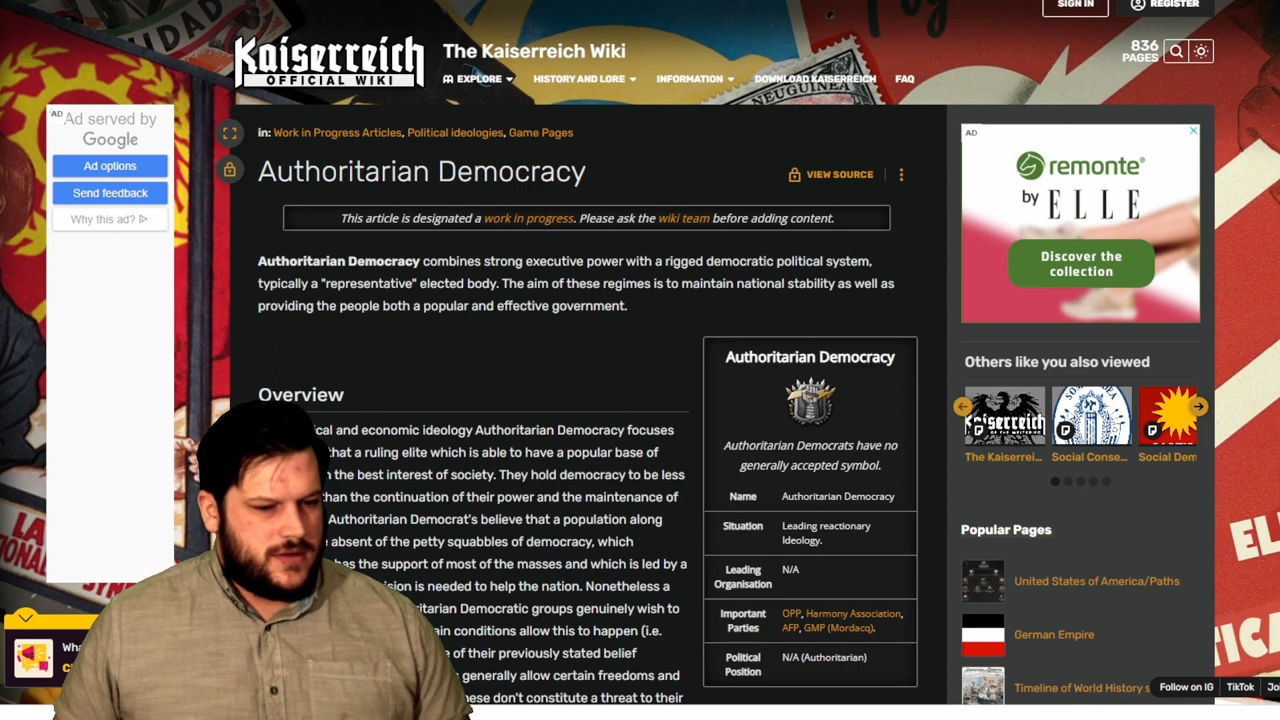 SIGN IN
REGISTER
Kaiserreich
OFFICIAL WIKI
The Kaiserreich Wiki
836
PAGES
EXPLORE
HISTORY AND LORE
INFORMATION
DOWNLOAD KAISERREICH
FAQ
NEUGUINEA
AD
Ad served by
Google
Ad options
Send feedback
Why this ad?
in: Work in Progress Articles, Political ideologies, Game Pages
Authoritarian Democracy
VIEW SOURCE
This article is designated a work in progress. Please ask the wiki team before adding content.
Authoritarian Democracy combines strong executive power with a rigged democratic political system,
typically a "representative" elected body. The aim of these regimes is to maintain national stability as well as
providing the people both a popular and effective government.
Overview
cal and economic ideology Authoritarian Democracy focuses
that a ruling elite which is able to have a popular base of
n the best interest of society. They hold democracy to be less
than the continuation of their power and the maintenance of
Authoritarian Democrat's believe that a population along
absent of the petty squabbles of democracy, which
has the support of most of the masses and which is led by a
ision is needed to help the nation. Nonetheless a
ritarian Democratic groups genuinely wish to
ain conditions allow this to happen (i.e.
of their previously stated belief
generally allow certain freedoms and
hese don't constitute a threat to their
Authoritarian Democracy
Authoritarian Democrats have no
generally accepted symbol.
Name Authoritarian Democracy
Situation Leading reactionary
Ideology.
Leading
Organisation N/A
Important
Parties OPP, Harmony Association,
AFP, GMP (Mordacq).
Political
Position N/A (Authoritarian)
AD
remonte
by ELLE
Discover the
collection
Others like you also viewed
Kaiserreich
The Kaiserrei...
Social Conse...
Social Dem
Popular Pages
United States of America/Paths
German Empire
Timeline of World History s
Follow on IG
TikTok
Joi
Wha